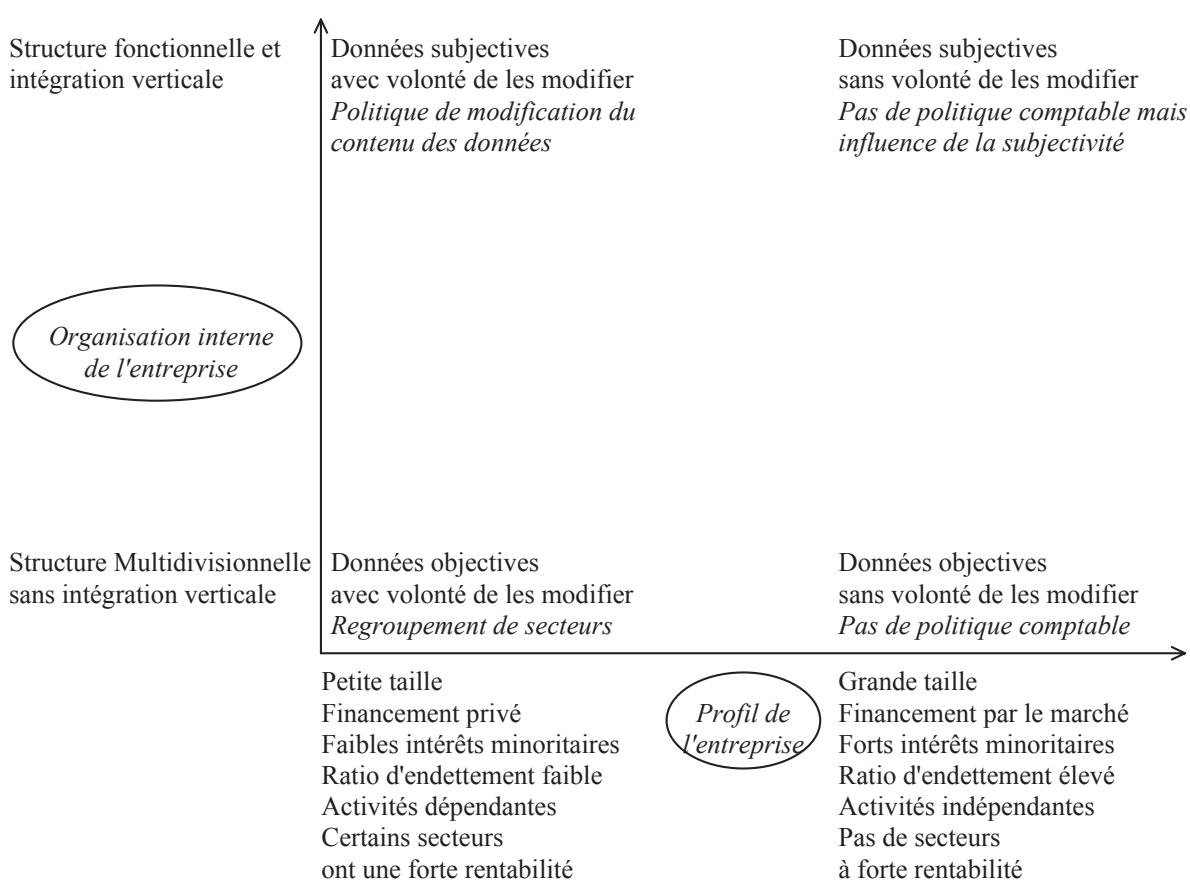 Structure fonctionnelle et
intégration verticale
Données subjectives
avec volonté de les modifier
Politique de modification du
contenu des données
Données subjectives
sans volonté de les modifier
Pas de politique comptable mais
influence de la subjectivité
Organisation interne
de l'entreprise
Structure Multidivisionnelle
sans intégration verticale
Données objectives
avec volonté de les modifier
Regroupement de secteurs
Données objectives
sans volonté de les modifier
Pas de politique comptable
Petite taille
Financement privé
Faibles intérêts minoritaires
Ratio d'endettement faible
Activités dépendantes
Certains secteurs
ont une forte rentabilité
Profil de
l'entreprise
Grande taille
Financement par le marché
Forts intérêts minoritaires
Ratio d'endettement élevé
Activités indépendantes
Pas de secteurs
à forte rentabilité